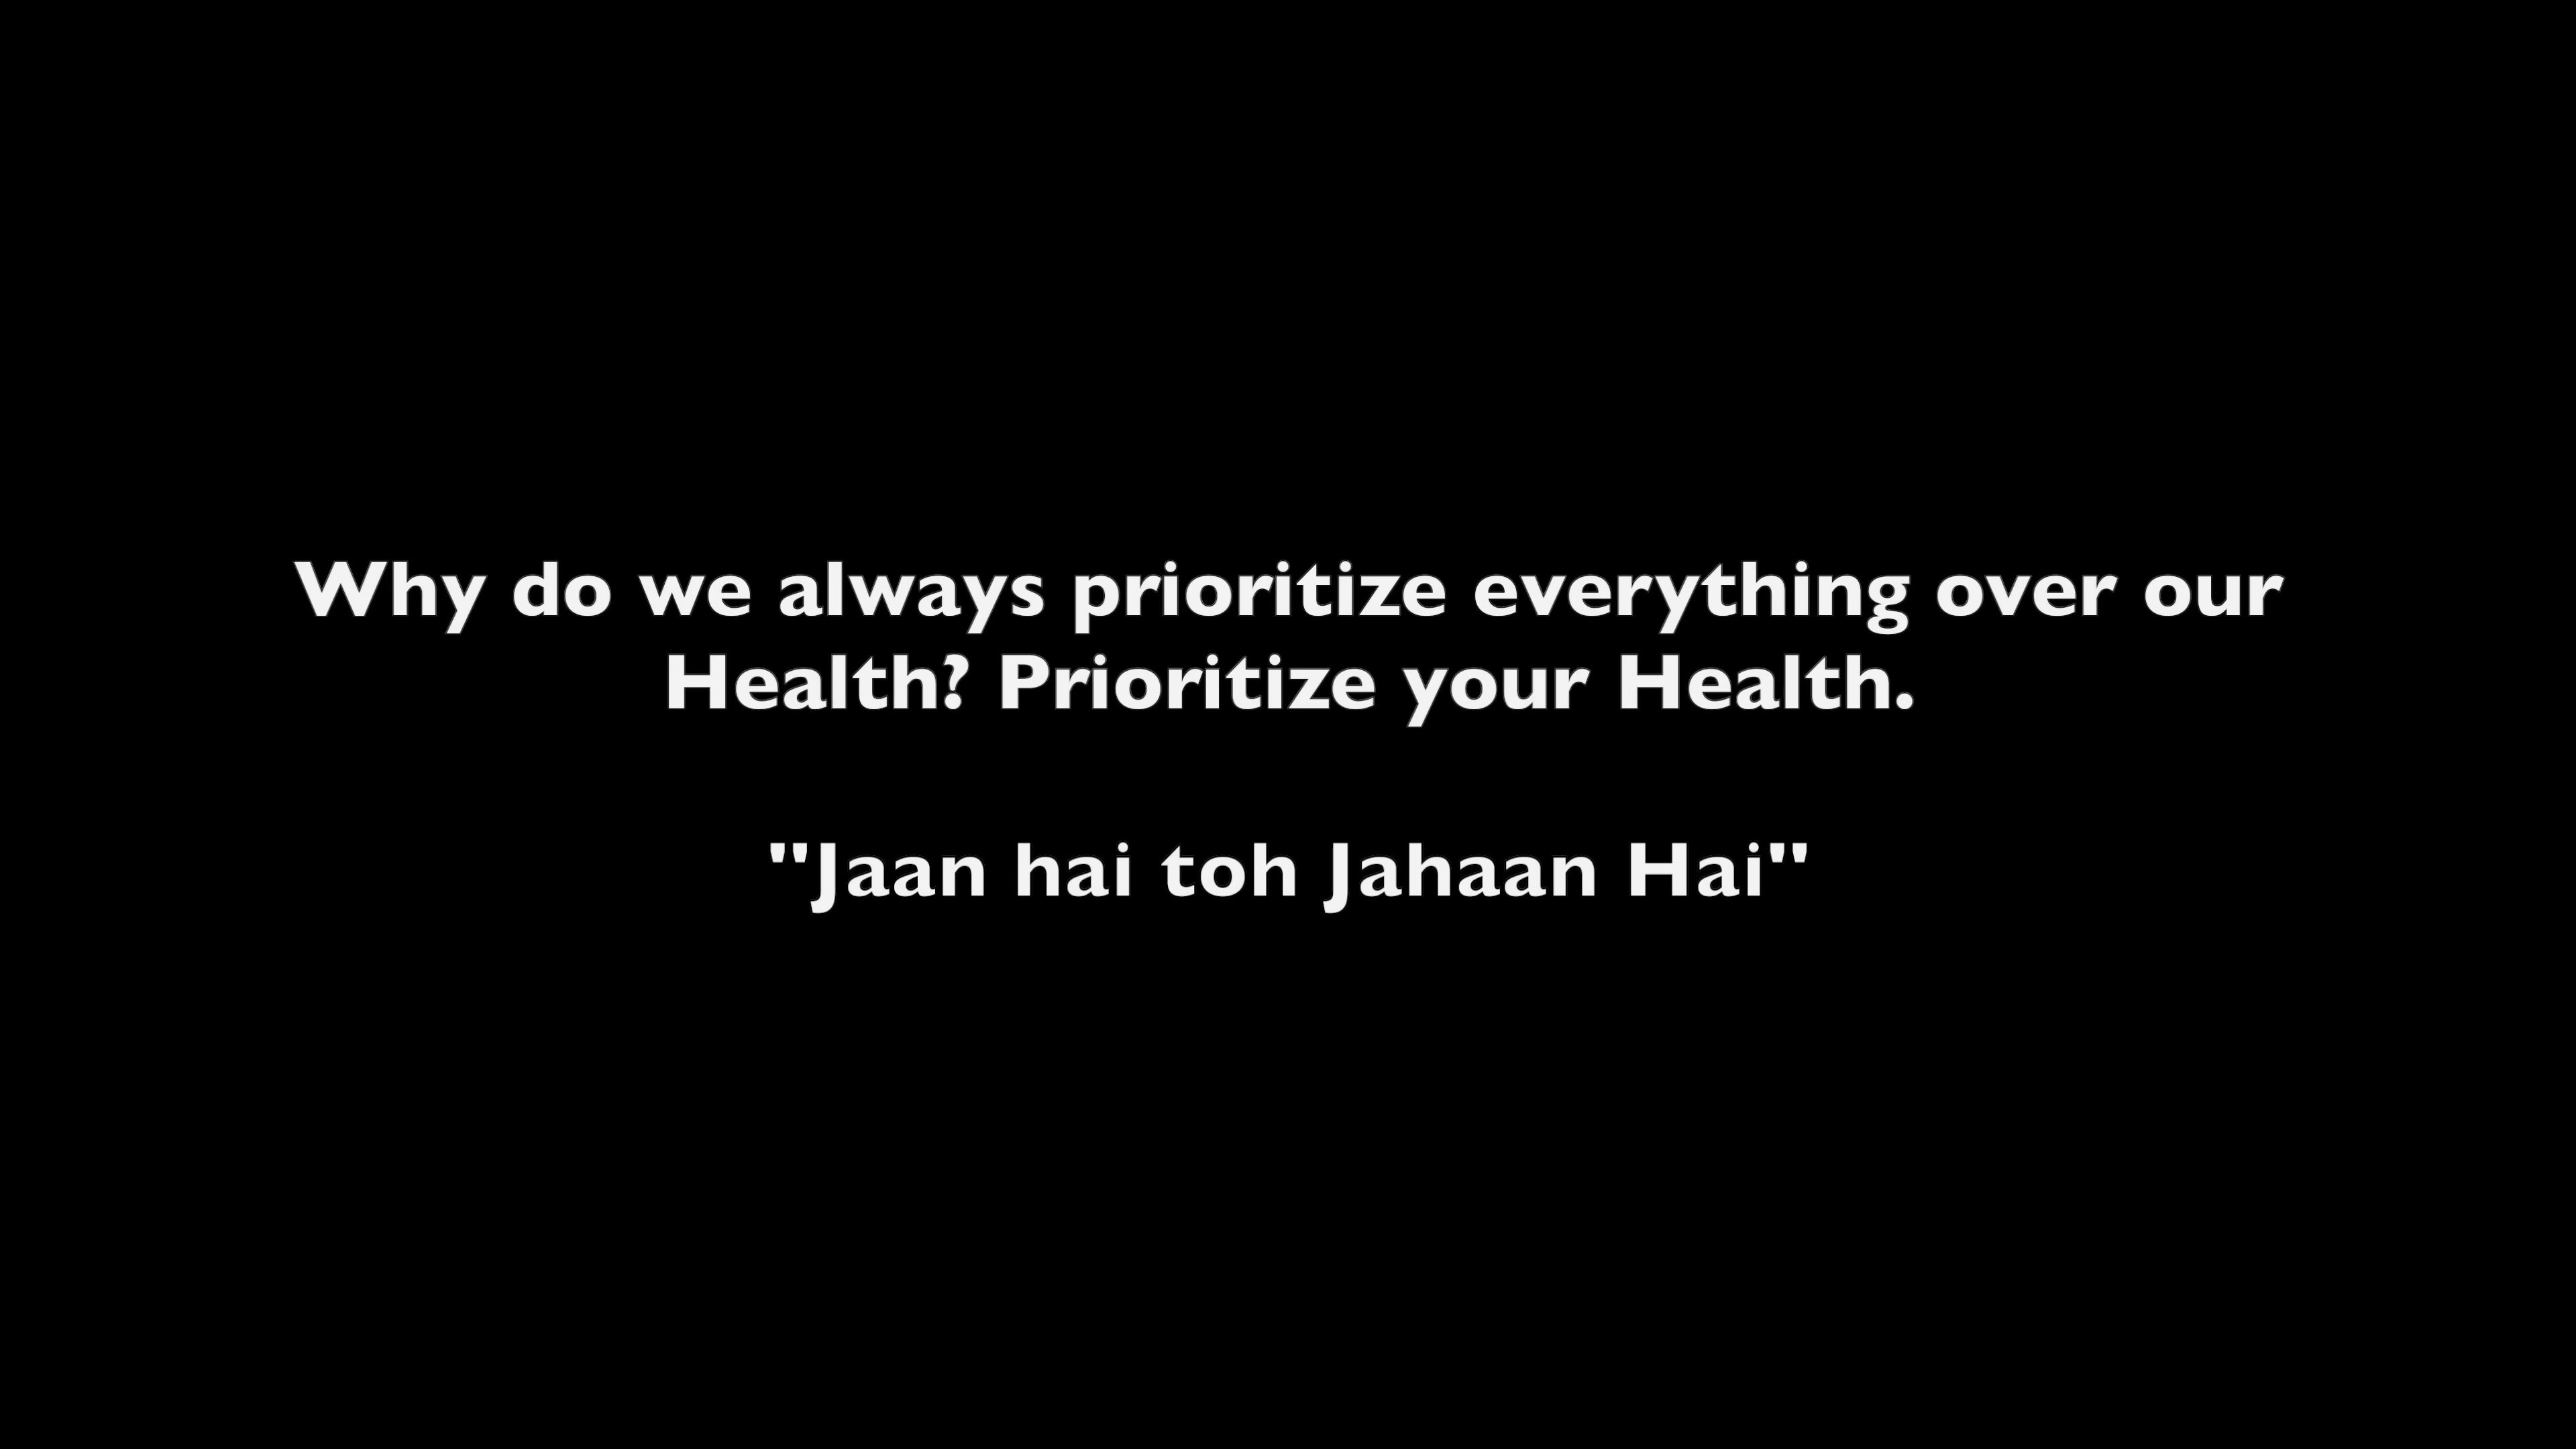 Why do we always prioritize everything over our
Health? Prioritize your Health.
"Jaan hai toh Jahaan Hai"